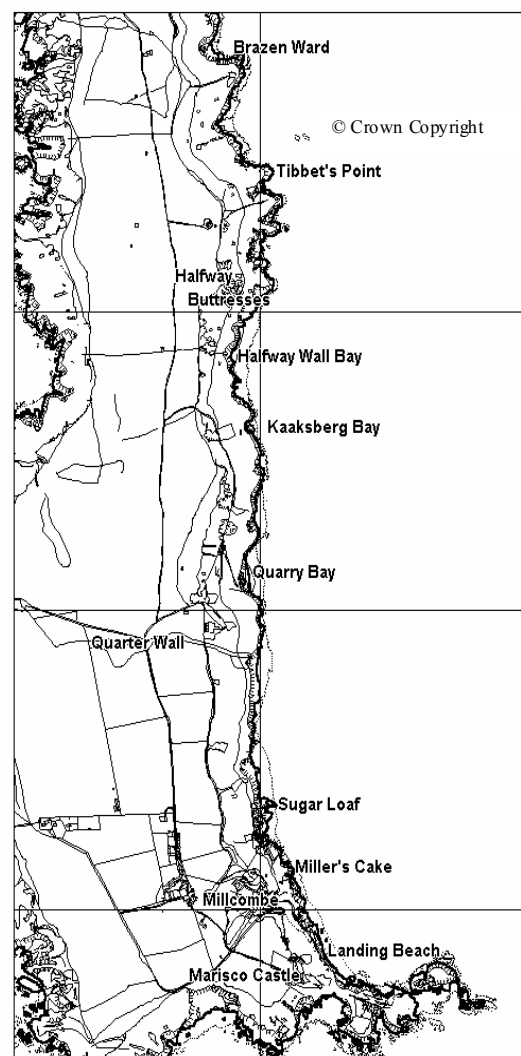 Brazen Ward
© Crown Copyright
Tibbet's Point
Halfway
Buttresses
Halfway Wall Bay
Kaaksberg Bay
Quarry Bay
Quarter Wall
Sugar Loaf
Miller's Cake
Millcombe
Landing Beach
Marisco Castle